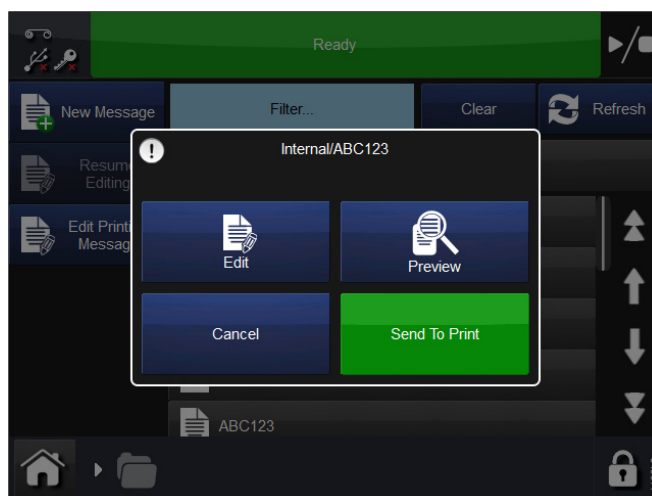 Ready
New Message
Filter...
Clear
Refresh
Internal/ABC123
Resume
Editing
Edit
Preview
Edit Printi
Messag
Cancel
Send To Print
ABC123